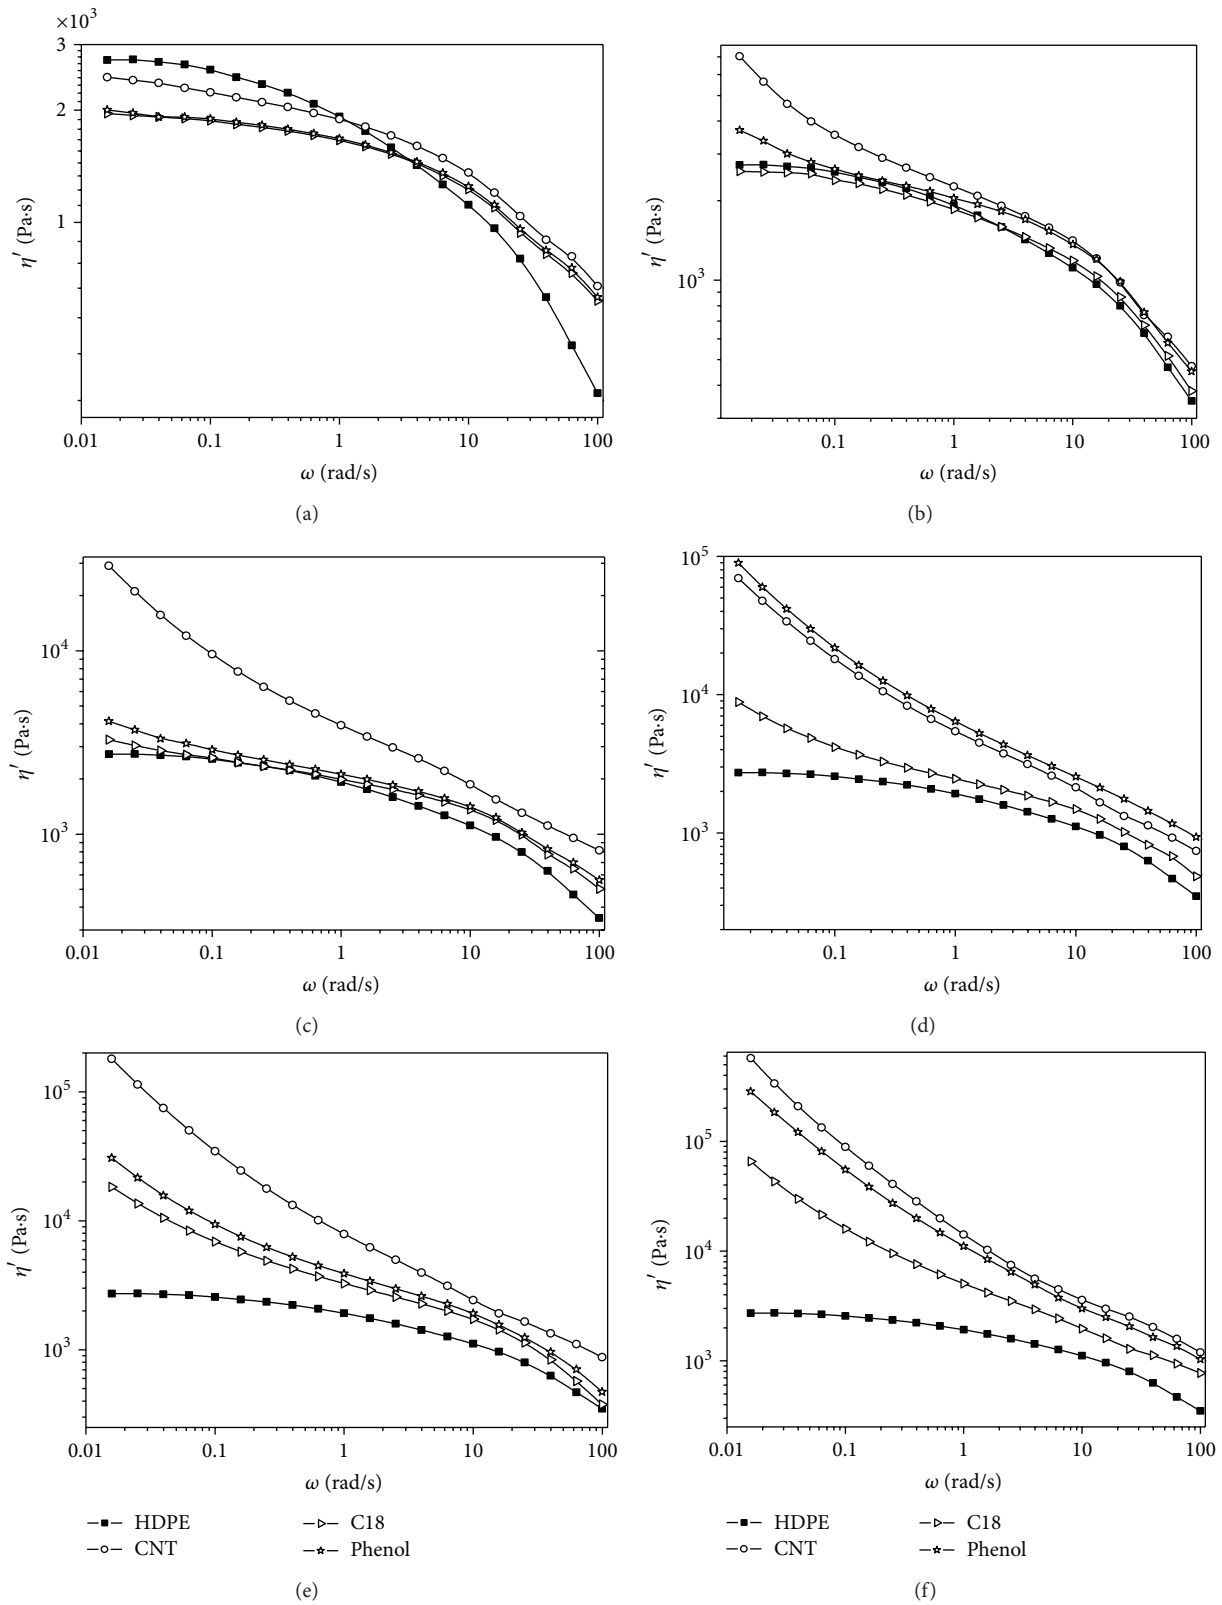 ×10³
3
2
1
η′ (Pa·s)
0.01 0.1 1 10 100
ω (rad/s)
(a)
10³
η′ (Pa·s)
0.01 0.1 1 10 100
ω (rad/s)
(b)
10⁴
10³
η′ (Pa·s)
0.01 0.1 1 10 100
ω (rad/s)
(c)
10⁵
10⁴
10³
η′ (Pa·s)
0.1 1 10 100
ω (rad/s)
(d)
10⁵
10⁴
10³
η′ (Pa·s)
0.01 0.1 1 10 100
ω (rad/s)
HDPE C18
CNT Phenol
(e)
10⁵
10⁴
10³
η′ (Pa·s)
0.01 0.1 1 10 100
ω (rad/s)
HDPE C18
CNT Phenol
(f)